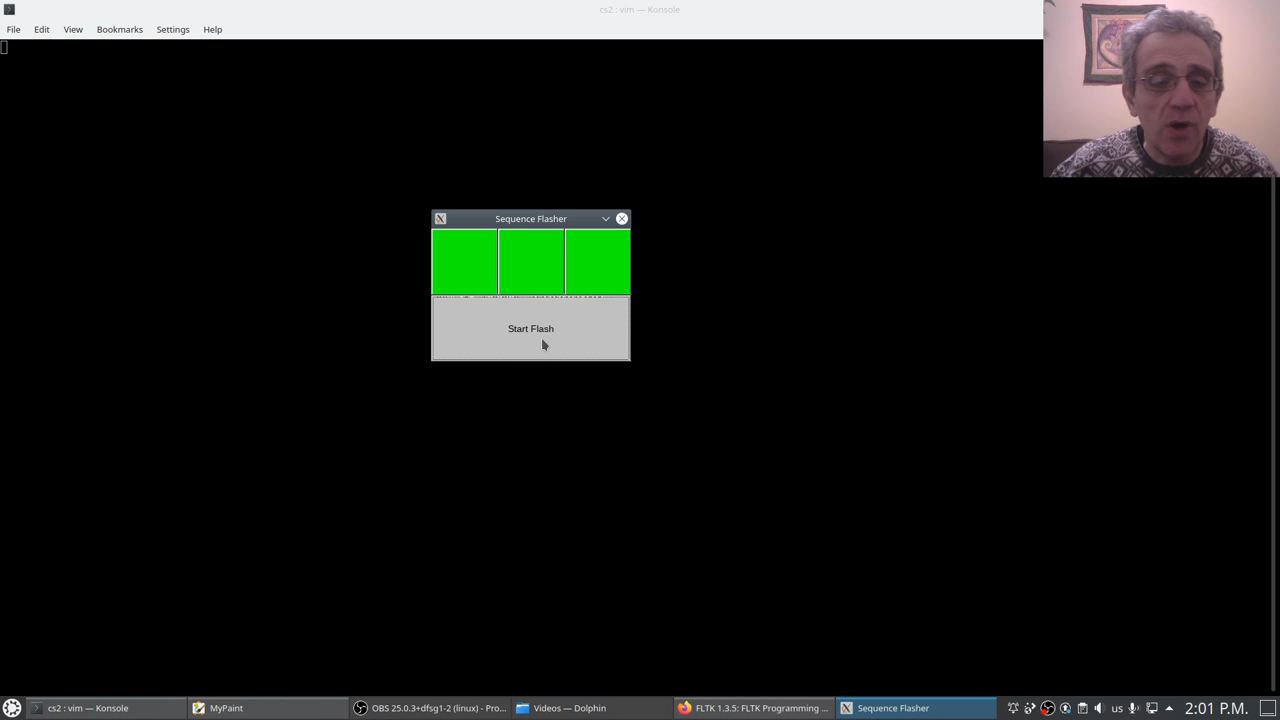 cs2 : vim — Konsole
File Edit View Bookmarks Settings Help
Sequence Flasher
Start Flash
cs2 : vim — Konsole
MyPaint
OBS 25.0.3+dfsg1-2 (linux) - Pro...
Videos — Dolphin
FLTK 1.3.5: FLTK Programming ...
Sequence Flasher
us
2:01 P.M.